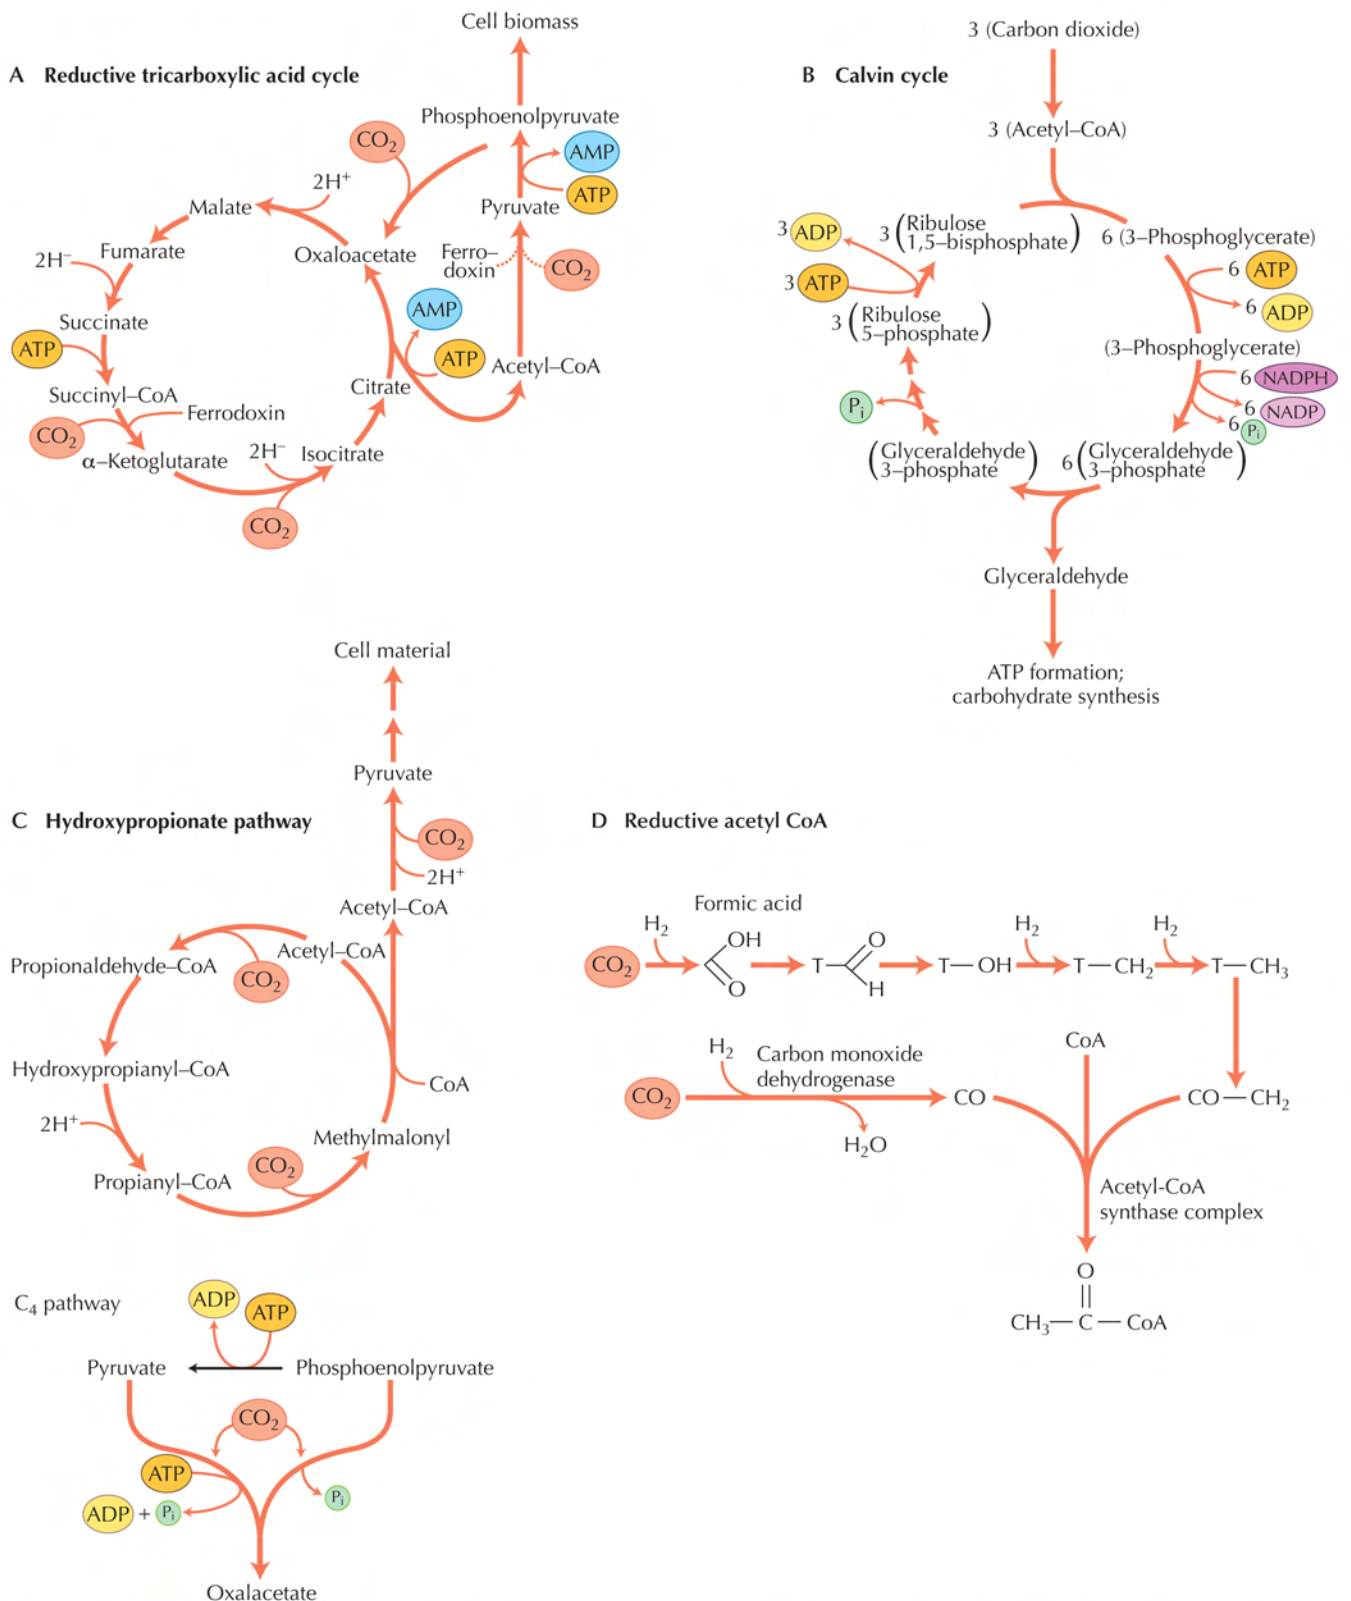 A Reductive tricarboxylic acid cycle
Cell biomass
Phosphoenolpyruvate
CO2
AMP
ATP
2H+
Malate
Pyruvate
Fumarate
Oxaloacetate
Ferro–
doxin
CO2
2H–
AMP
Succinate
ATP
ATP
Acetyl–CoA
Citrate
Succinyl–CoA
Ferrodoxin
CO2
2H–
Isocitrate
α–Ketoglutarate
CO2
B Calvin cycle
3 (Carbon dioxide)
3 (Acetyl–CoA)
3 ADP
3 (Ribulose
1,5–bisphosphate)
6 (3–Phosphoglycerate)
3 ATP
6 ATP
6 ADP
3 (Ribulose
5–phosphate)
(3–Phosphoglycerate)
6 NADPH
Pi
6 NADP
6 Pi
(Glyceraldehyde
3–phosphate)
6 (Glyceraldehyde
3–phosphate)
Glyceraldehyde
ATP formation;
carbohydrate synthesis
C Hydroxypropionate pathway
Cell material
Pyruvate
CO2
2H+
Acetyl–CoA
Acetyl–CoA
Propionaldehyde–CoA
CO2
Hydroxypropianyl–CoA
CoA
2H+
Methylmalonyl
CO2
Propianyl–CoA
C4 pathway
ADP
ATP
Pyruvate
Phosphoenolpyruvate
CO2
ATP
Pi
ADP + Pi
Oxalacetate
D Reductive acetyl CoA
Formic acid
H2
H2
H2
OH
O
CO2
T
T—OH
T—CH2
T—CH3
O
H
CoA
H2
Carbon monoxide
dehydrogenase
CO2
CO
CO—CH2
H2O
Acetyl-CoA
synthase complex
O
CH3—C—CoA